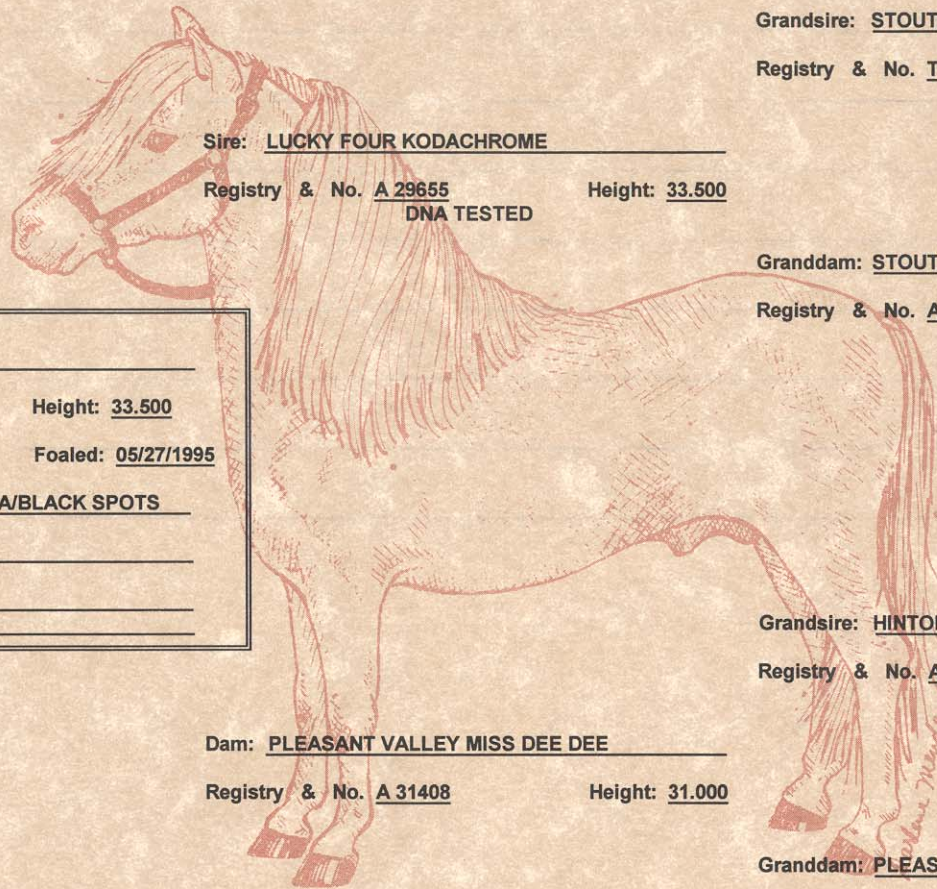 Grandsire: STOUT
Registry & No. T
Sire: LUCKY FOUR KODACHROME
Registry & No. A 29655 Height: 33.500
DNA TESTED
Granddam: STOUT
Registry & No. A
Height: 33.500
Foaled: 05/27/1995
A/BLACK SPOTS
Grandsire: HINTO
Registry & No. A
Dam: PLEASANT VALLEY MISS DEE DEE
Registry & No. A 31408 Height: 31.000
Granddam: PLEAS